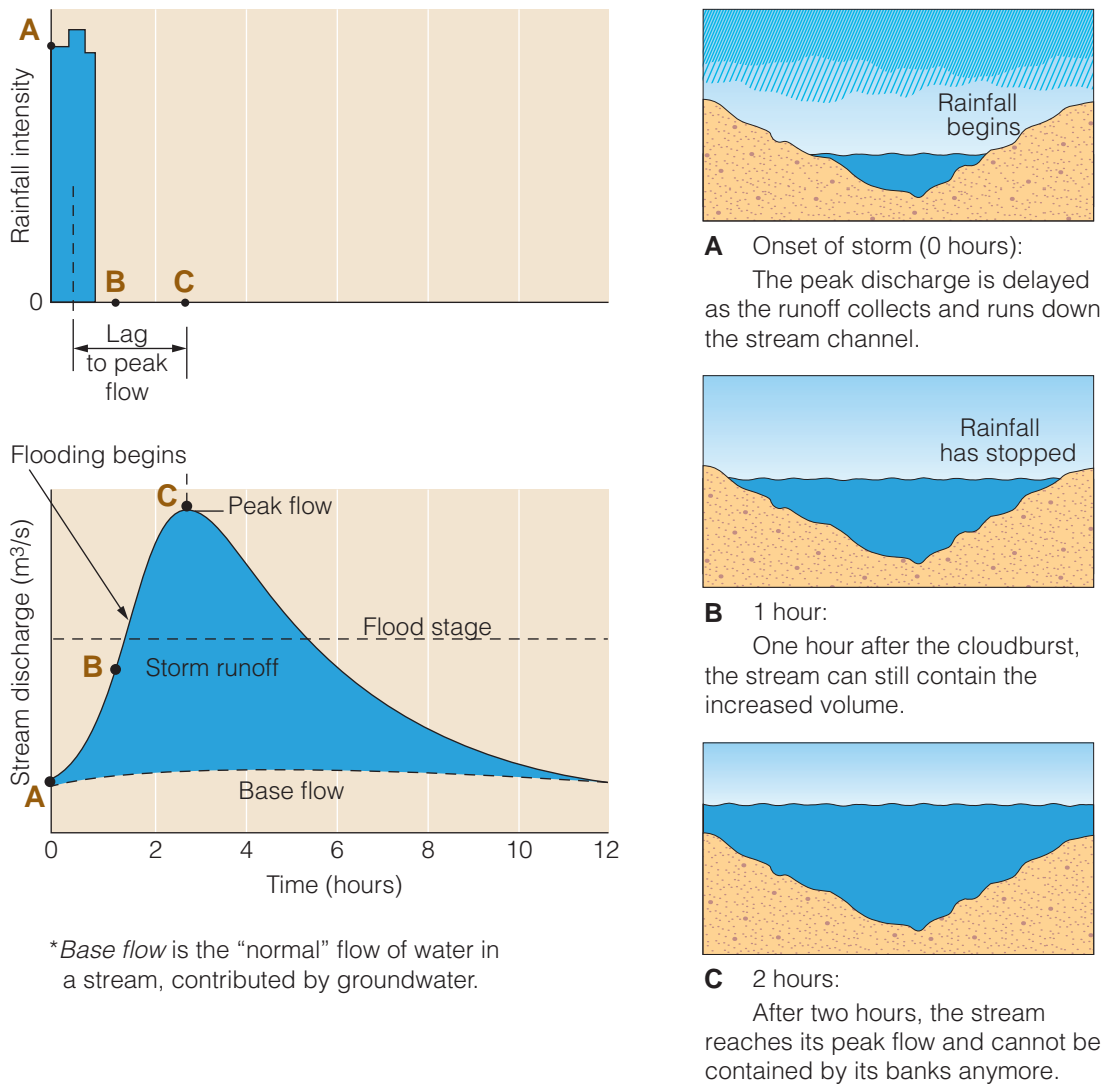 A
Rainfall intensity
B
C
0
Lag
to peak
flow
Flooding begins
C
Peak flow
Stream discharge (m³/s)
Flood stage
B
Storm runoff
A
Base flow
0 2 4 6 8 10 12
Time (hours)
*Base flow is the “normal” flow of water in
a stream, contributed by groundwater.
Rainfall
begins
A Onset of storm (0 hours):
The peak discharge is delayed
as the runoff collects and runs down
the stream channel.
Rainfall
has stopped
B 1 hour:
One hour after the cloudburst,
the stream can still contain the
increased volume.
C 2 hours:
After two hours, the stream
reaches its peak flow and cannot be
contained by its banks anymore.